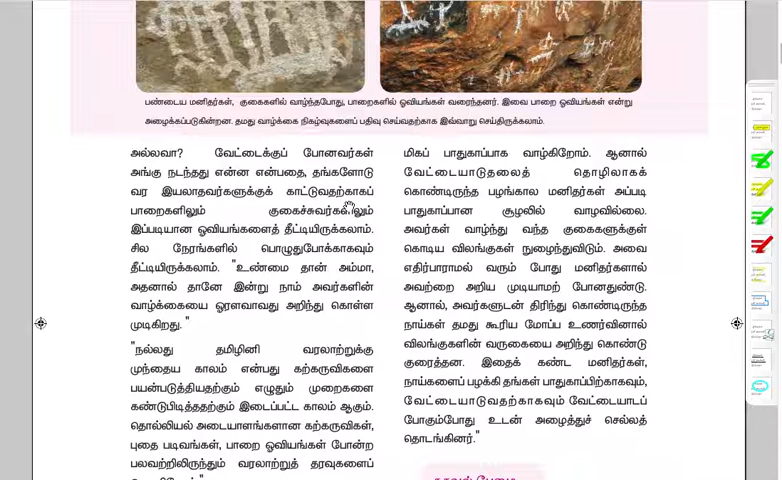 பண்டைய மனிதர்கள், குகைகளில் வாழ்ந்தபோது, பாறைகளில் ஓவியங்கள் வரைந்தனர். இவை பாறை ஓவியங்கள் என்று
அழைக்கப்படுகின்றன. தமது வாழ்க்கை நிகழ்வுகளைப் பதிவு செய்வதற்காக இவ்வாறு செய்திருக்கலாம்.
அல்லவா? வேட்டைக்குப் போனவர்கள்
அங்கு நடந்தது என்ன என்பதை, தங்களோடு
வர இயலாதவர்களுக்குக் காட்டுவதற்காகப்
பாறைகளிலும் குகைச்சுவர்களிலும்
இப்படியான ஓவியங்களைத் தீட்டியிருக்கலாம்.
சில நேரங்களில் பொழுதுபோக்காகவும்
தீட்டியிருக்கலாம். "உண்மை தான் அம்மா,
அதனால் தானே இன்று நாம் அவர்களின்
வாழ்க்கையை ஓரளவாவது அறிந்து கொள்ள
முடிகிறது. "
"நல்லது தமிழினி வரலாற்றுக்கு
முந்தைய காலம் என்பது கற்கருவிகளை
பயன்படுத்தியதற்கும் எழுதும் முறைகளை
கண்டுபிடித்ததற்கும் இடைப்பட்ட காலம் ஆகும்.
தொல்லியல் அடையாளங்களான கற்கருவிகள்,
புதை படிவங்கள், பாறை ஓவியங்கள் போன்ற
பலவற்றிலிருந்தும் வரலாற்றுத் தரவுகளைப்
மிகப் பாதுகாப்பாக வாழ்கிறோம். ஆனால்
வேட்டையாடுதலைத் தொழிலாகக்
கொண்டிருந்த பழங்கால மனிதர்கள் அப்படி
பாதுகாப்பான சூழலில் வாழவில்லை.
அவர்கள் வாழ்ந்து வந்த குகைகளுக்குள்
கொடிய விலங்குகள் நுழைந்துவிடும். அவை
எதிர்பாராமல் வரும் போது மனிதர்களால்
அவற்றை அறிய முடியாமற் போனதுண்டு.
ஆனால், அவர்களுடன் திரிந்து கொண்டிருந்த
நாய்கள் தமது கூரிய மோப்ப உணர்வினால்
விலங்குகளின் வருகையை அறிந்து கொண்டு
குரைத்தன. இதைக் கண்ட மனிதர்கள்,
நாய்களைப் பழக்கி தங்கள் பாதுகாப்பிற்காகவும்,
வேட்டையாடுவதற்காகவும் வேட்டையாடப்
போகும்போது உடன் அழைத்துச் செல்லத்
தொடங்கினர்."